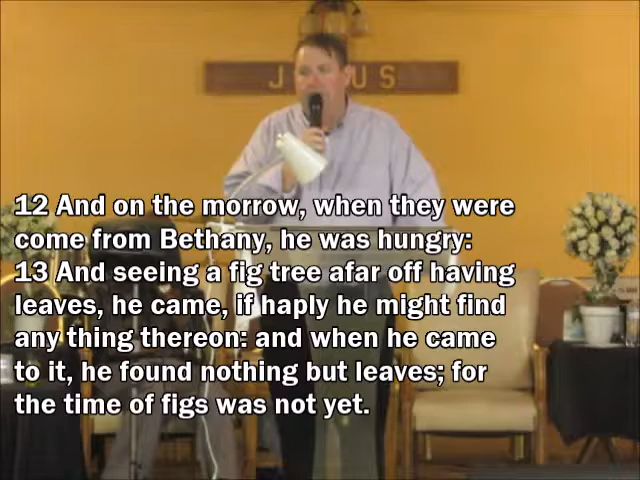 J US
12 And on the morrow, when they were
come from Bethany, he was hungry:
13 And seeing a fig tree afar off having
leaves, he came, if haply he might find
any thing thereon: and when he came
to it, he found nothing but leaves; for
the time of figs was not yet.